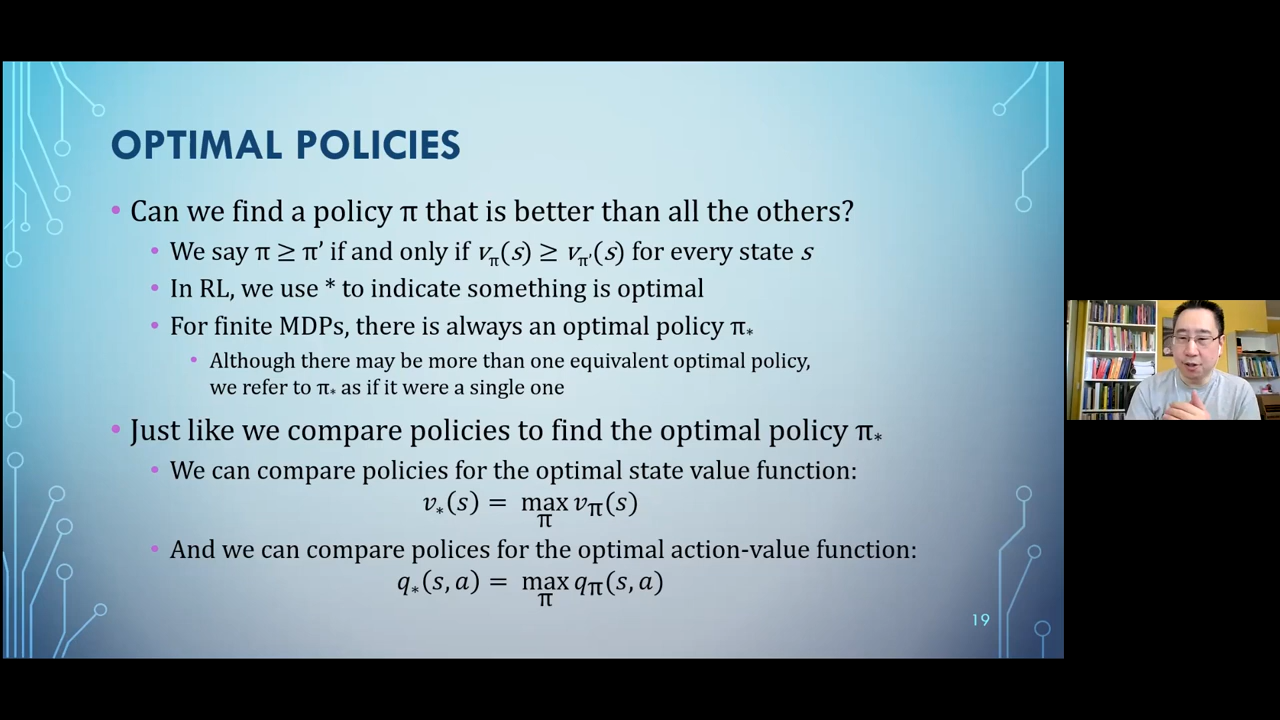 OPTIMAL POLICIES
• Can we find a policy π that is better than all the others?
• We say π ≥ π’ if and only if vπ(s) ≥ vπ’(s) for every state s
• In RL, we use * to indicate something is optimal
• For finite MDPs, there is always an optimal policy π*
• Although there may be more than one equivalent optimal policy,
we refer to π* as if it were a single one
• Just like we compare policies to find the optimal policy π*
• We can compare policies for the optimal state value function:
v*(s) = max π vπ(s)
• And we can compare polices for the optimal action-value function:
q*(s, a) = max π qπ(s, a)
19